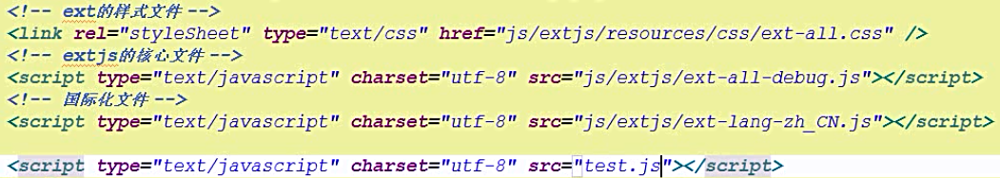 <!-- ext的样式文件 -->
<link rel="styleSheet" type="text/css" href="js/extjs/resources/css/ext-all.css" />
<!-- extjs的核心文件 -->
<script type="text/javascript" charset="utf-8" src="js/extjs/ext-all-debug.js"></script>
<!-- 国际化文件 -->
<script type="text/javascript" charset="utf-8" src="js/extjs/ext-lang-zh_CN.js"></script>
<script type="text/javascript" charset="utf-8" src="test.js"></script>